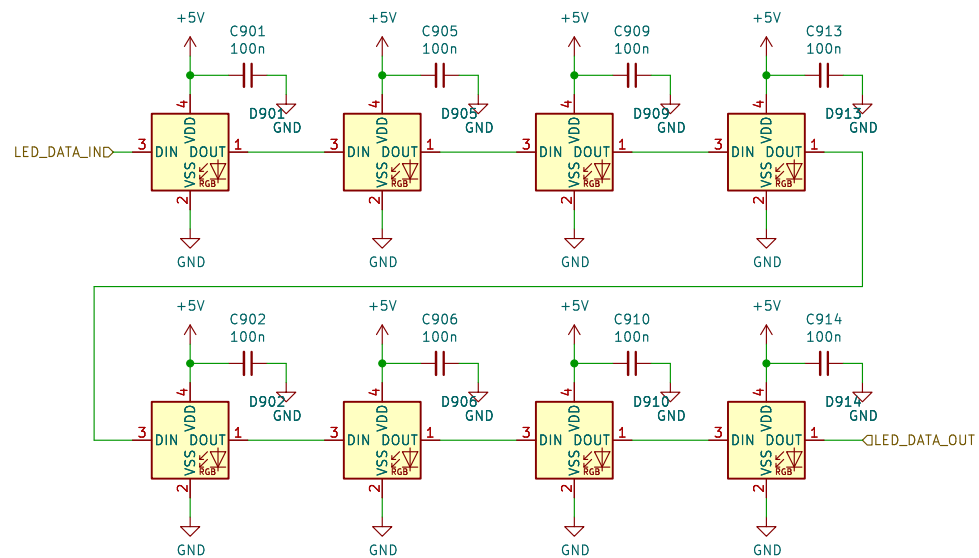 +5V +5V +5V +5V
C901 C905 C909 C913
100n 100n 100n 100n
D901 D905 D909 D913
GND GND GND GND
4 4 4 4
VDD VDD VDD VDD
LED_DATA_IN 3 DIN DOUT 1 3 DIN DOUT 1 3 DIN DOUT 1 3 DIN DOUT 1
VSS VSS VSS VSS
RGB RGB RGB RGB
2 2 2 2
GND GND GND GND
+5V +5V +5V +5V
C902 C906 C910 C914
100n 100n 100n 100n
D902 D906 D910 D914
GND GND GND GND
4 4 4 4
VDD VDD VDD VDD
3 DIN DOUT 1 3 DIN DOUT 1 3 DIN DOUT 1 3 DIN DOUT 1 LED_DATA_OUT
VSS VSS VSS VSS
RGB RGB RGB RGB
2 2 2 2
GND GND GND GND